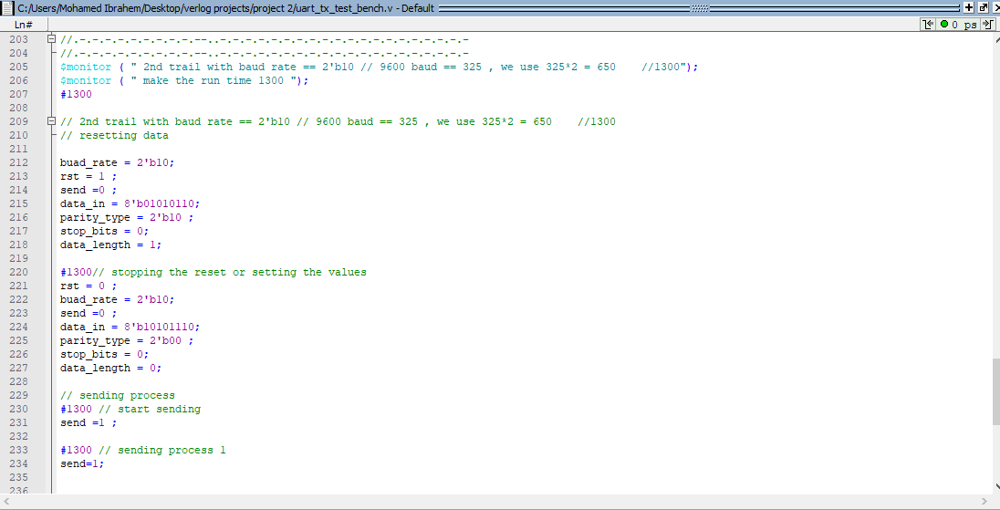 C:/Users/Mohamed Ibrahem/Desktop/verlog projects/project 2/uart_tx_test_bench.v - Default
Ln#
0 ps
203 //.-.-.-.-.-.-.-.-.-.--..-.-.-.-.-.-.-.-.-.-.-.-.-.-.-.-.-.-.-.-
204 //.-.-.-.-.-.-.-.-.-.--..-.-.-.-.-.-.-.-.-.-.-.-.-.-.-.-.-.-.-.-
205 $monitor ( " 2nd trail with baud rate == 2'b10 // 9600 baud == 325 , we use 325*2 = 650    //1300");
206 $monitor ( " make the run time 1300 ");
207 #1300
208
209 // 2nd trail with baud rate == 2'b10 // 9600 baud == 325 , we use 325*2 = 650    //1300
210 // resetting data
211
212 buad_rate = 2'b10;
213 rst = 1 ;
214 send =0 ;
215 data_in = 8'b01010110;
216 parity_type = 2'b10 ;
217 stop_bits = 0;
218 data_length = 1;
219
220 #1300// stopping the reset or setting the values
221 rst = 0 ;
222 buad_rate = 2'b10;
223 send =0 ;
224 data_in = 8'b10101110;
225 parity_type = 2'b00 ;
226 stop_bits = 0;
227 data_length = 0;
228
229 // sending process
230 #1300 // start sending
231 send =1 ;
232
233 #1300 // sending process 1
234 send=1;
235
236